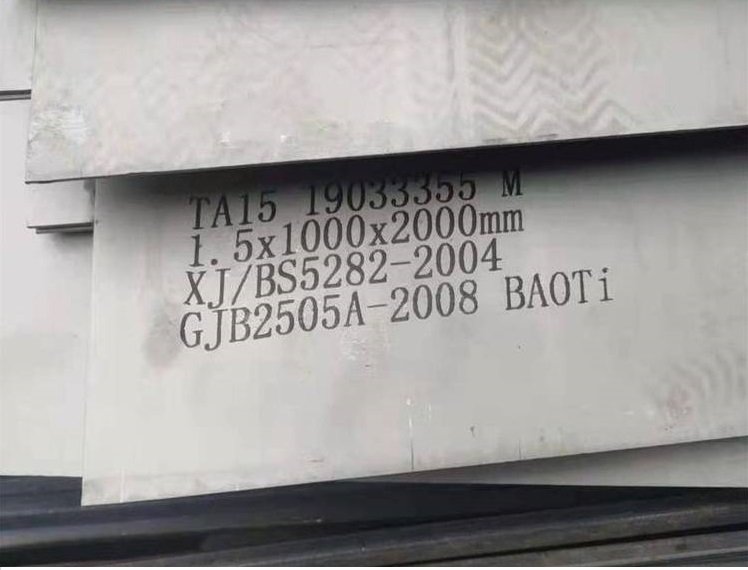 TA15 19033355 M
1.5x1000x2000mm
XJ/BS5282-2004
GJB2505A-2008 BAOTi